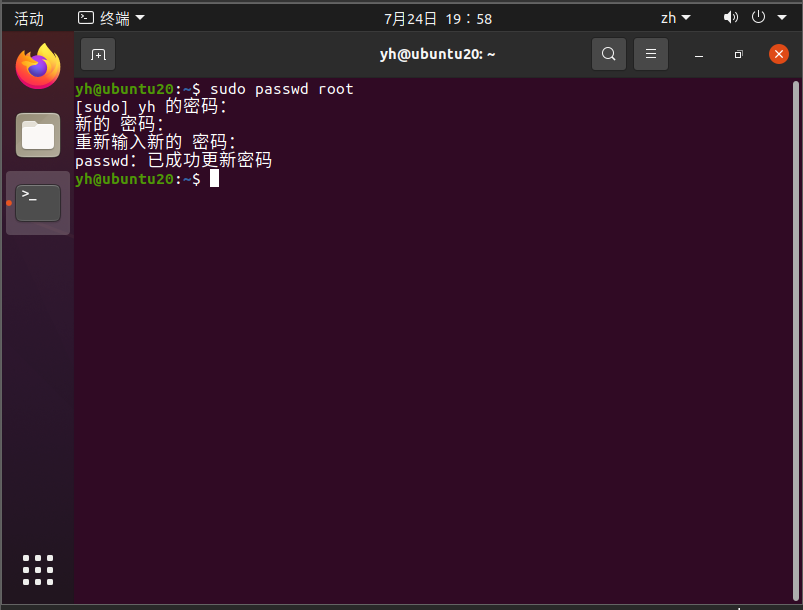 活动 终端 7月24日 19：58 zh
yh@ubuntu20: ~
yh@ubuntu20:~$ sudo passwd root
[sudo] yh 的密码：
新的 密码：
重新输入新的 密码：
passwd：已成功更新密码
yh@ubuntu20:~$